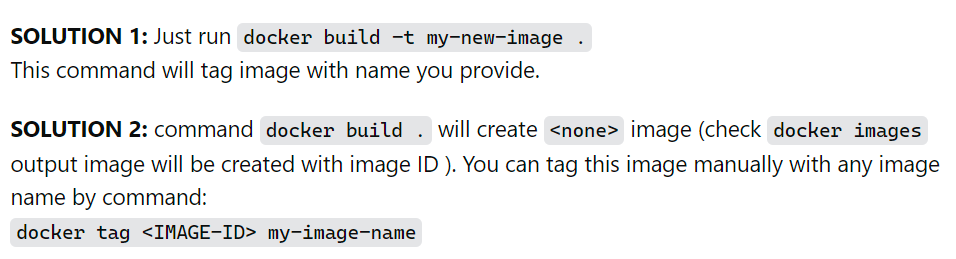 SOLUTION 1: Just run docker build -t my-new-image .
This command will tag image with name you provide.
SOLUTION 2: command docker build . will create <none> image (check docker images
output image will be created with image ID ). You can tag this image manually with any image
name by command:
docker tag <IMAGE-ID> my-image-name